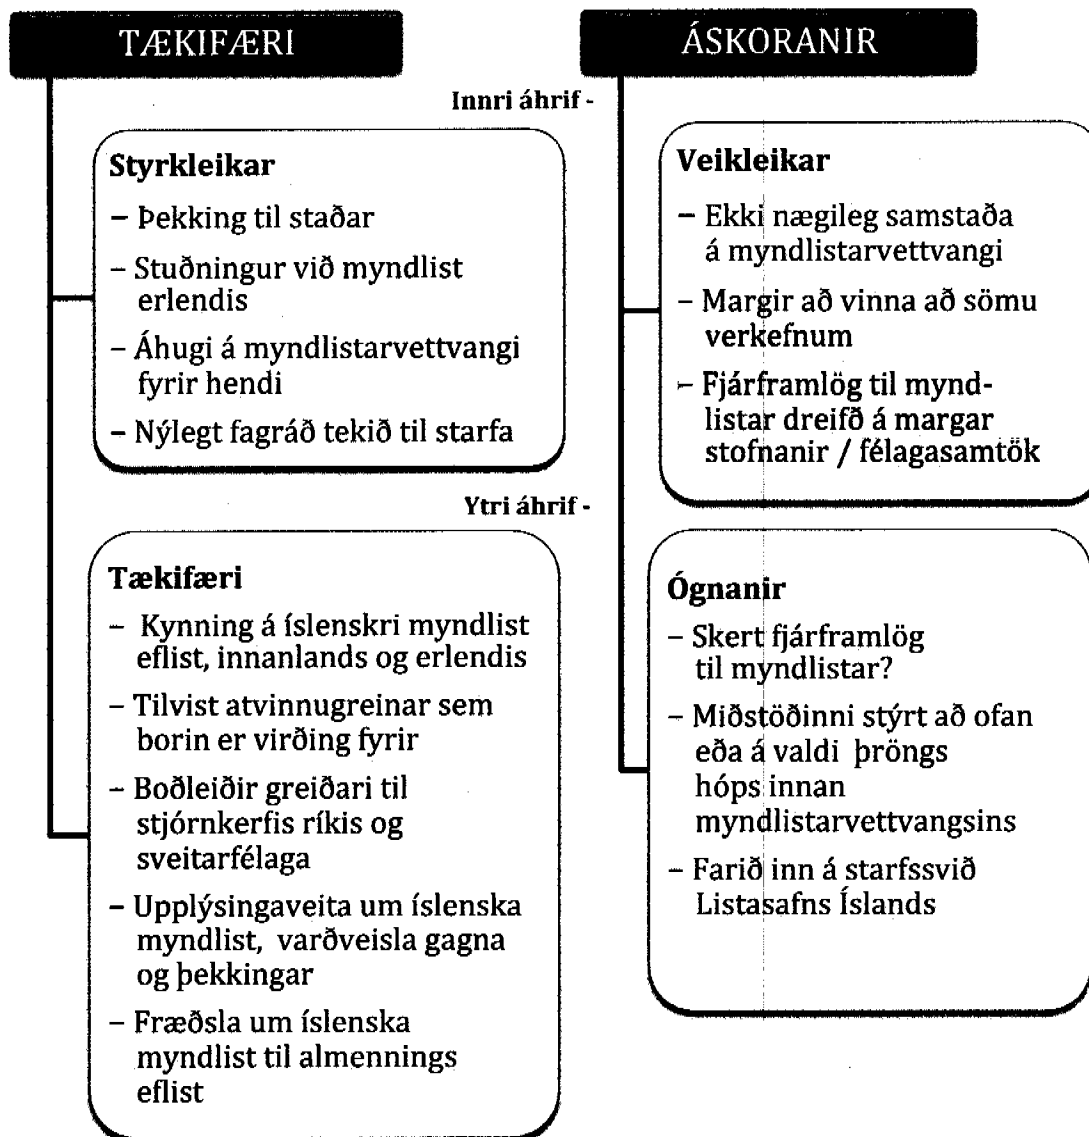 TÆKIFÆRI
ÁSKORANIR
Innri áhrif -
Styrkleikar
– Þekking til staðar
– Stuðningur við myndlist
erlendis
– Áhugi á myndlistarvettvangi
fyrir hendi
– Nýlegt fagráð tekið til starfa
Veikleikar
– Ekki nægileg samstaða
á myndlistarvettvangi
– Margir að vinna að sömu
verkefnum
– Fjárframlög til mynd-
listar dreifð á margar
stofnanir / félagasamtök
Ytri áhrif -
Tækifæri
– Kynning á íslenskri myndlist
eflist, innanlands og erlendis
– Tilvist atvinnugreinar sem
borin er virðing fyrir
– Boðleiðir greiðari til
stjórnkerfis ríkis og
sveitarfélaga
– Upplýsingaveita um íslenska
myndlist, varðveisla gagna
og þekkingar
– Fræðsla um íslenska
myndlist til almennings
eflist
Ógnanir
– Skert fjárframlög
til myndlistar?
– Miðstöðinni stýrt að ofan
eða á valdi þröngs
hóps innan
myndlistarvettvangsins
– Farið inn á starfssvið
Listasafns Íslands